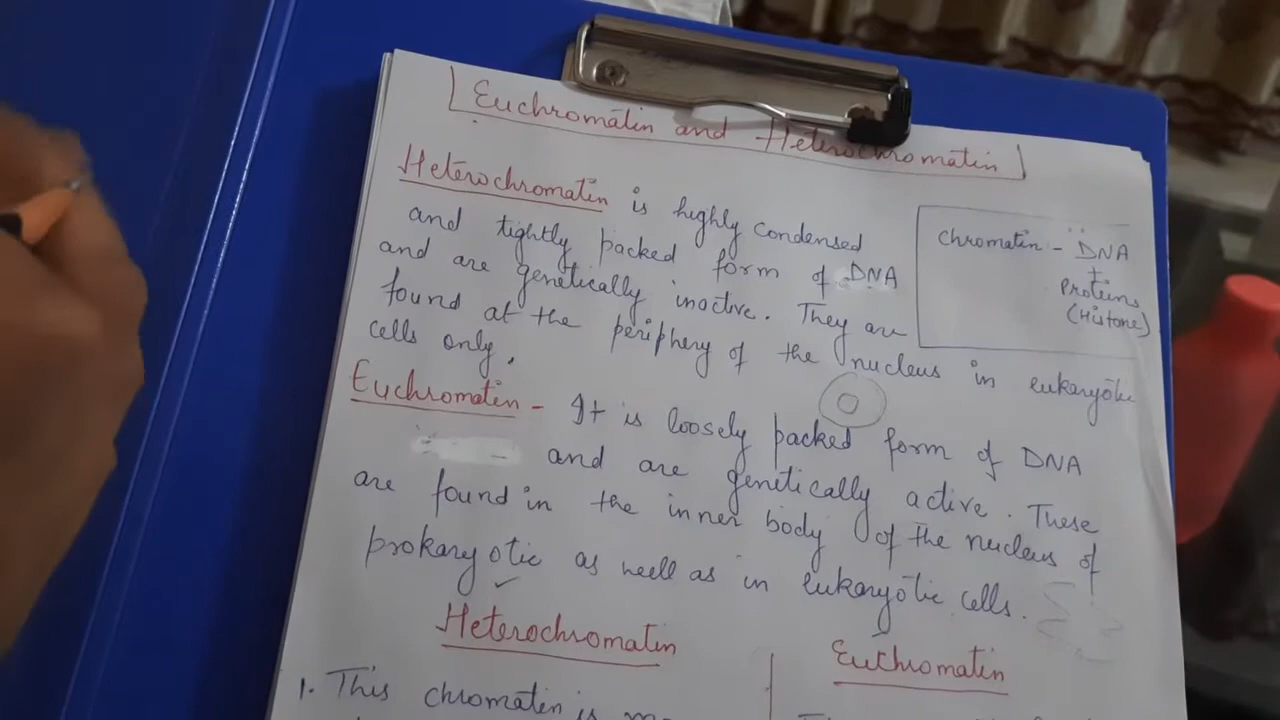 Euchromatin and Heterochromatin
Heterochromatin is highly condensed
and tightly packed form of DNA
and are genetically inactive. They are
found at the periphery of the nucleus in eukaryotic
cells only.
Chromatin - DNA
+
Proteins
(Histone)
Euchromatin - It is loosely packed form of DNA
and are genetically active. These
are found in the inner body of the nucleus of
prokaryotic as well as in eukaryotic cells.
Heterochromatin
Euchromatin
1. This chromatin is